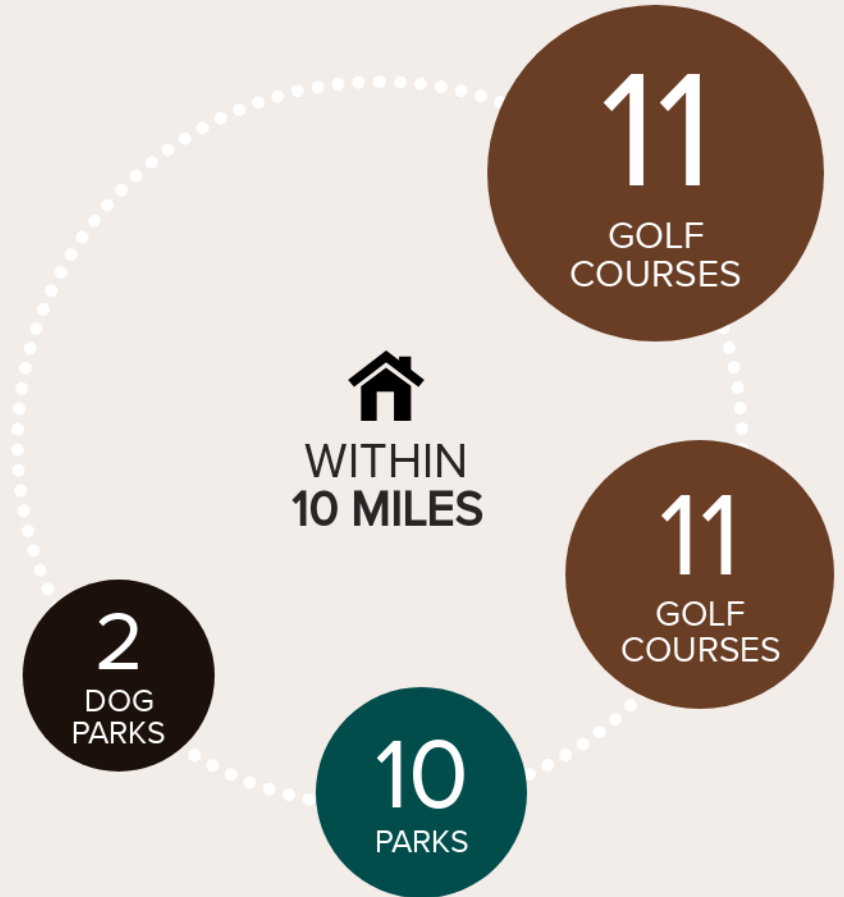 11
GOLF
COURSES
WITHIN
10 MILES
11
GOLF
COURSES
2
DOG
PARKS
10
PARKS